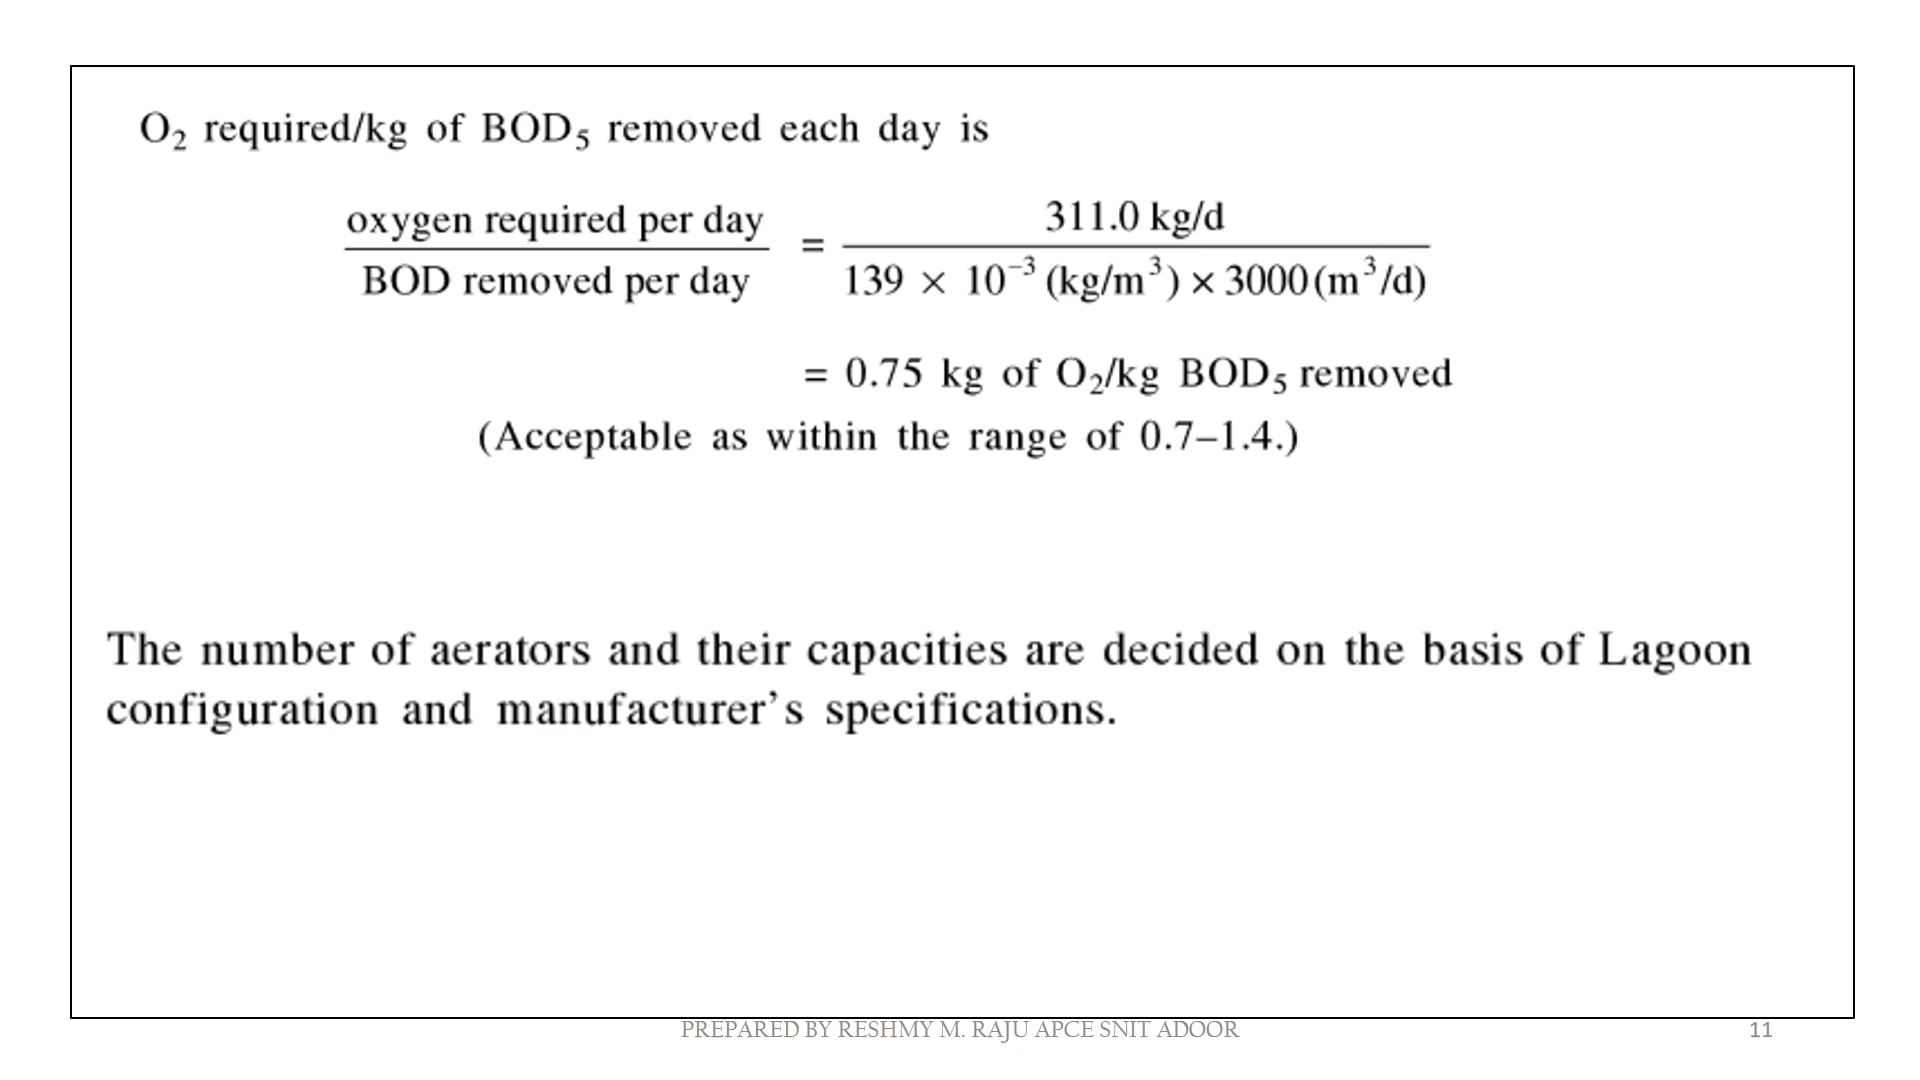 O₂ required/kg of BOD₅ removed each day is
oxygen required per day / BOD removed per day = 311.0 kg/d / 139 × 10⁻³ (kg/m³) × 3000 (m³/d)
= 0.75 kg of O₂/kg BOD₅ removed
(Acceptable as within the range of 0.7–1.4.)
The number of aerators and their capacities are decided on the basis of Lagoon
configuration and manufacturer’s specifications.
PREPARED BY RESHMY M. RAJU APCE SNIT ADOOR
11